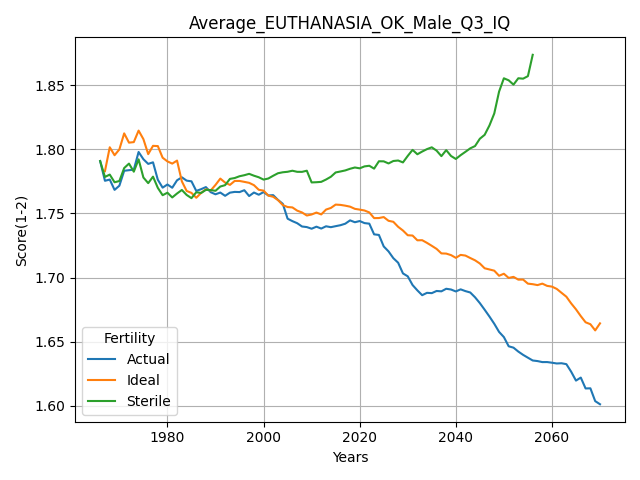 Average_EUTHANASIA_OK_Male_Q3_IQ
Score(1-2)
1.85
1.80
1.75
1.70
1.65
1.60
Fertility
Actual
Ideal
Sterile
1980
2000
2020
2040
2060
Years